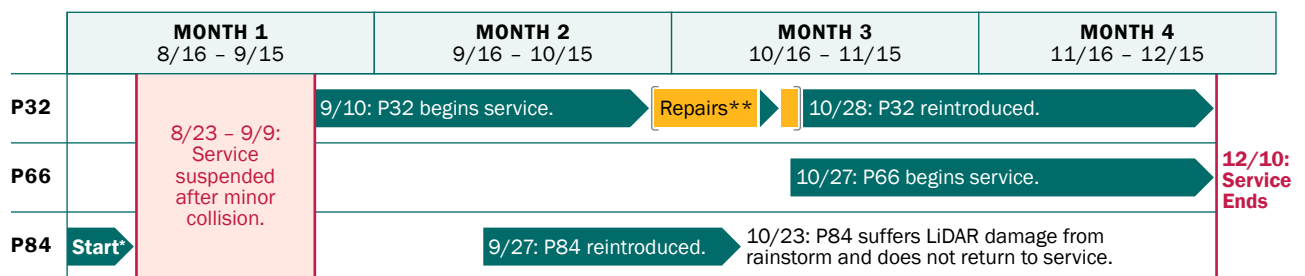 MONTH 1
8/16 – 9/15
MONTH 2
9/16 – 10/15
MONTH 3
10/16 – 11/15
MONTH 4
11/16 – 12/15
P32
9/10: P32 begins service.
Repairs**
10/28: P32 reintroduced.
8/23 – 9/9:
Service
suspended
after minor
collision.
P66
10/27: P66 begins service.
12/10:
Service
Ends
P84
Start*
9/27: P84 reintroduced.
10/23: P84 suffers LiDAR damage from
rainstorm and does not return to service.